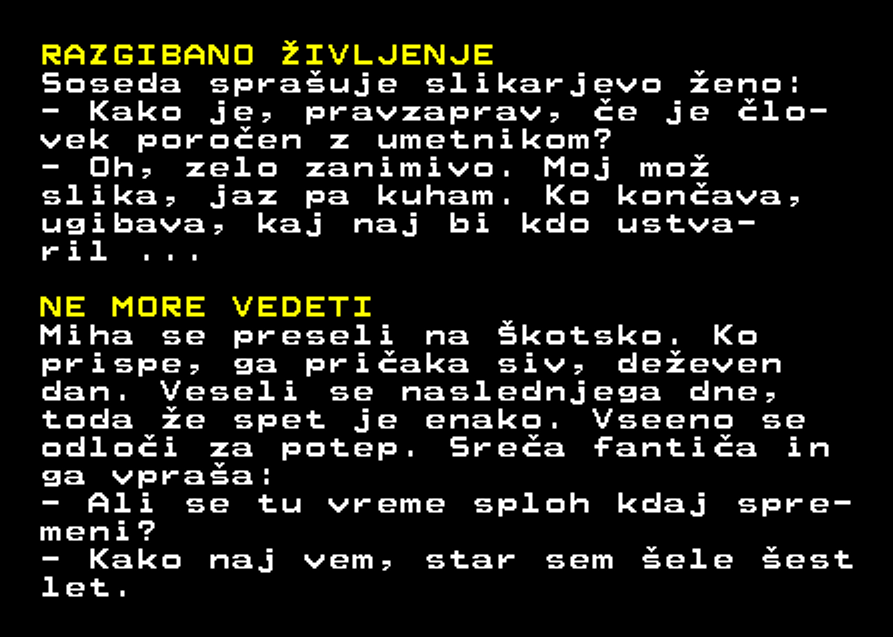 RAZGIBANO ŽIVLJENJE
Soseda sprašuje slikarjevo ženo:
- Kako je, pravzaprav, če je člo-
vek poročen z umetnikom?
- Oh, zelo zanimivo. Moj mož
slika, jaz pa kuham. Ko končava,
ugibava, kaj naj bi kdo ustva-
ril ...
NE MORE VEDETI
Miha se preseli na Škotsko. Ko
prispe, ga pričaka siv, deževen
dan. Veseli se naslednjega dne,
toda že spet je enako. Vseeno se
odloči za potep. Sreča fantiča in
ga vpraša:
- Ali se tu vreme sploh kdaj spre-
meni?
- Kako naj vem, star sem šele šest
let.